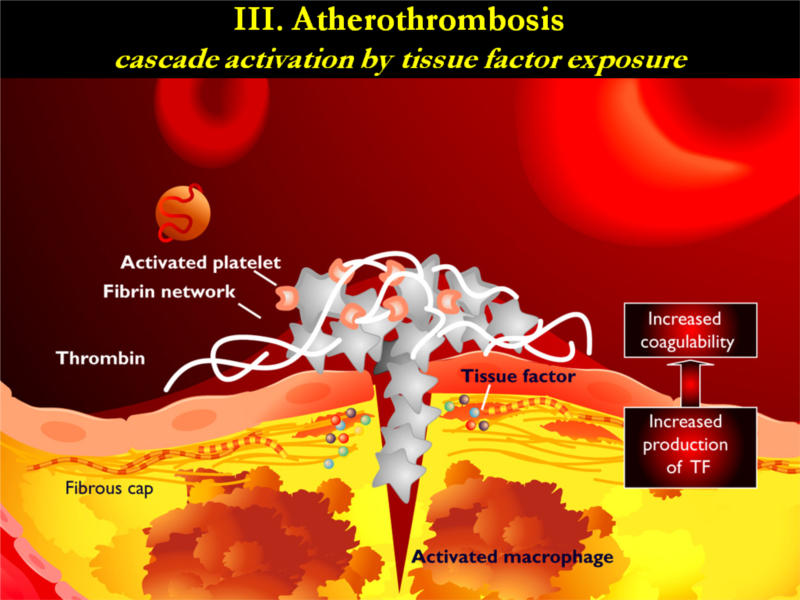 III. Atherothrombosis
cascade activation by tissue factor exposure
Activated platelet
Fibrin network
Thrombin
Increased
coagulability
Tissue factor
Increased
production
of TF
Fibrous cap
Activated macrophage